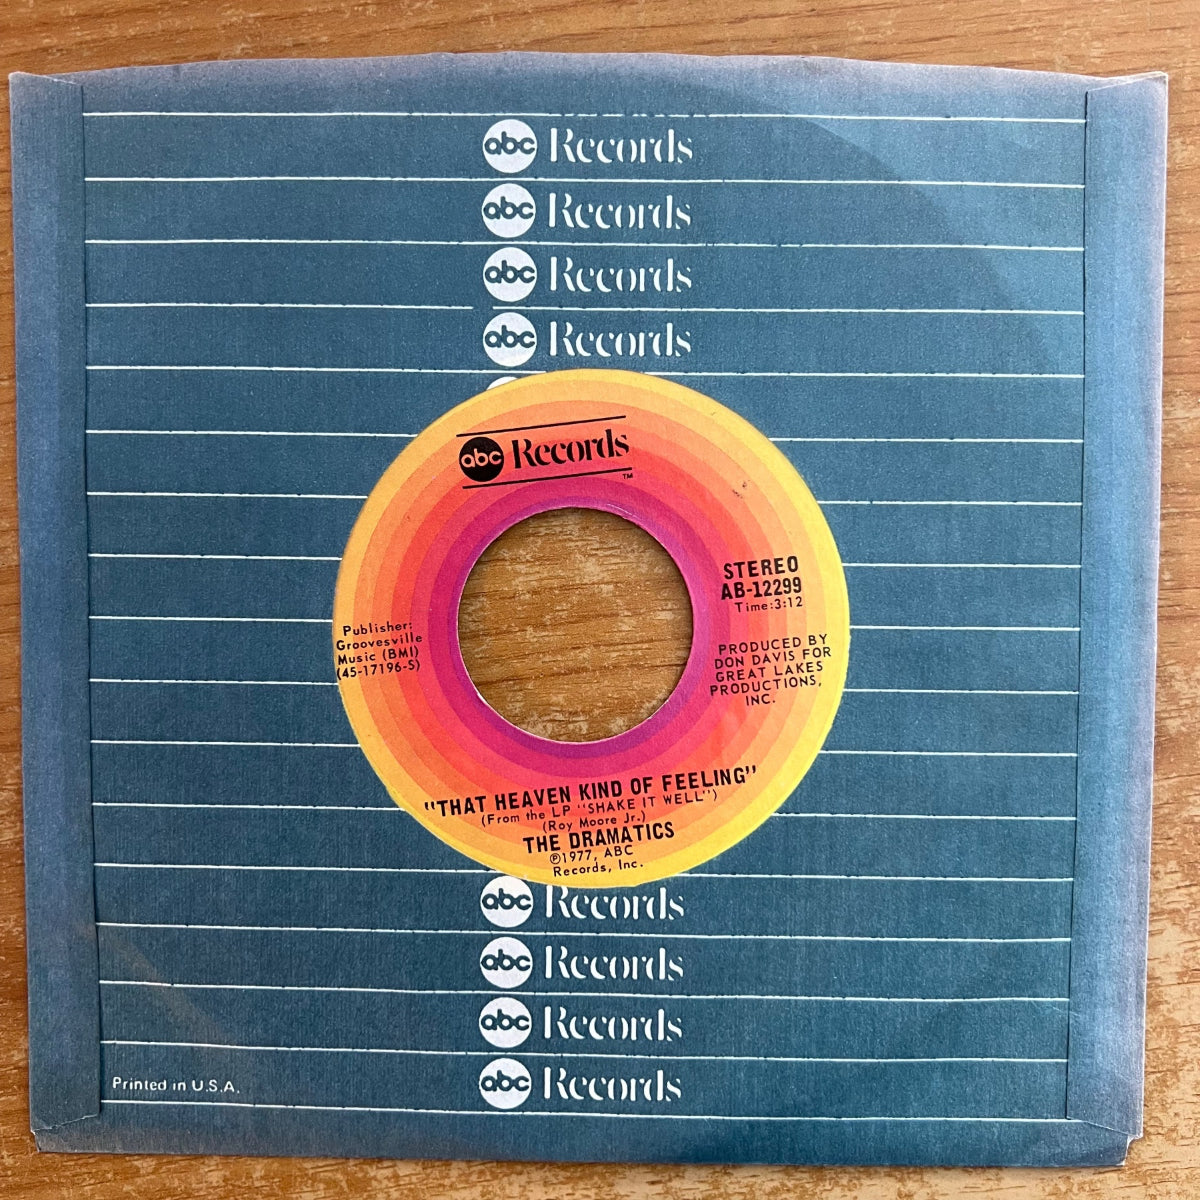 abc Records
abc Records
abc Records
abc Records
abc Records
TM
STEREO
AB-12299
Time:3:12
Publisher:
Groovesville
Music (BMI)
(45-17196-S)
PRODUCED BY
DON DAVIS FOR
GREAT LAKES
PRODUCTIONS,
INC.
"THAT HEAVEN KIND OF FEELING"
(From the LP "SHAKE IT WELL")
(Roy Moore Jr.)
THE DRAMATICS
℗1977, ABC
Records, Inc.
abc Records
abc Records
abc Records
abc Records
Printed in U.S.A.